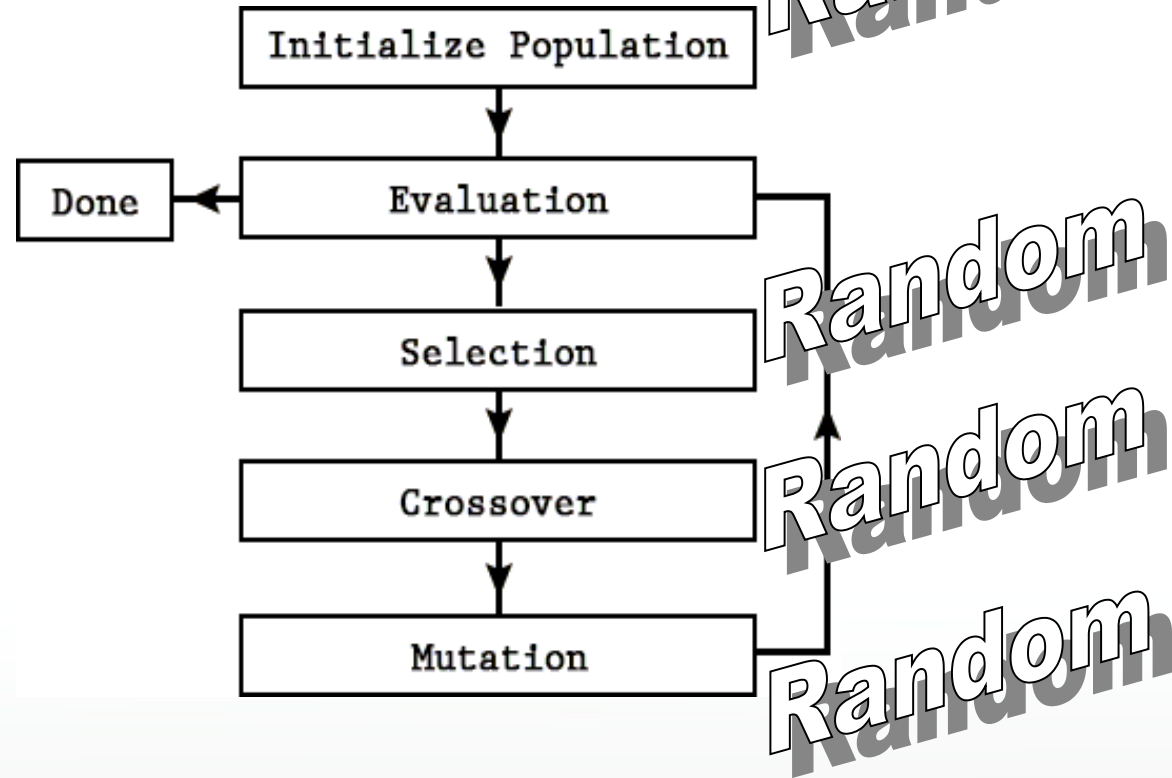 Initialize Population
Done
Evaluation
Random
Selection
Random
Crossover
Random
Mutation